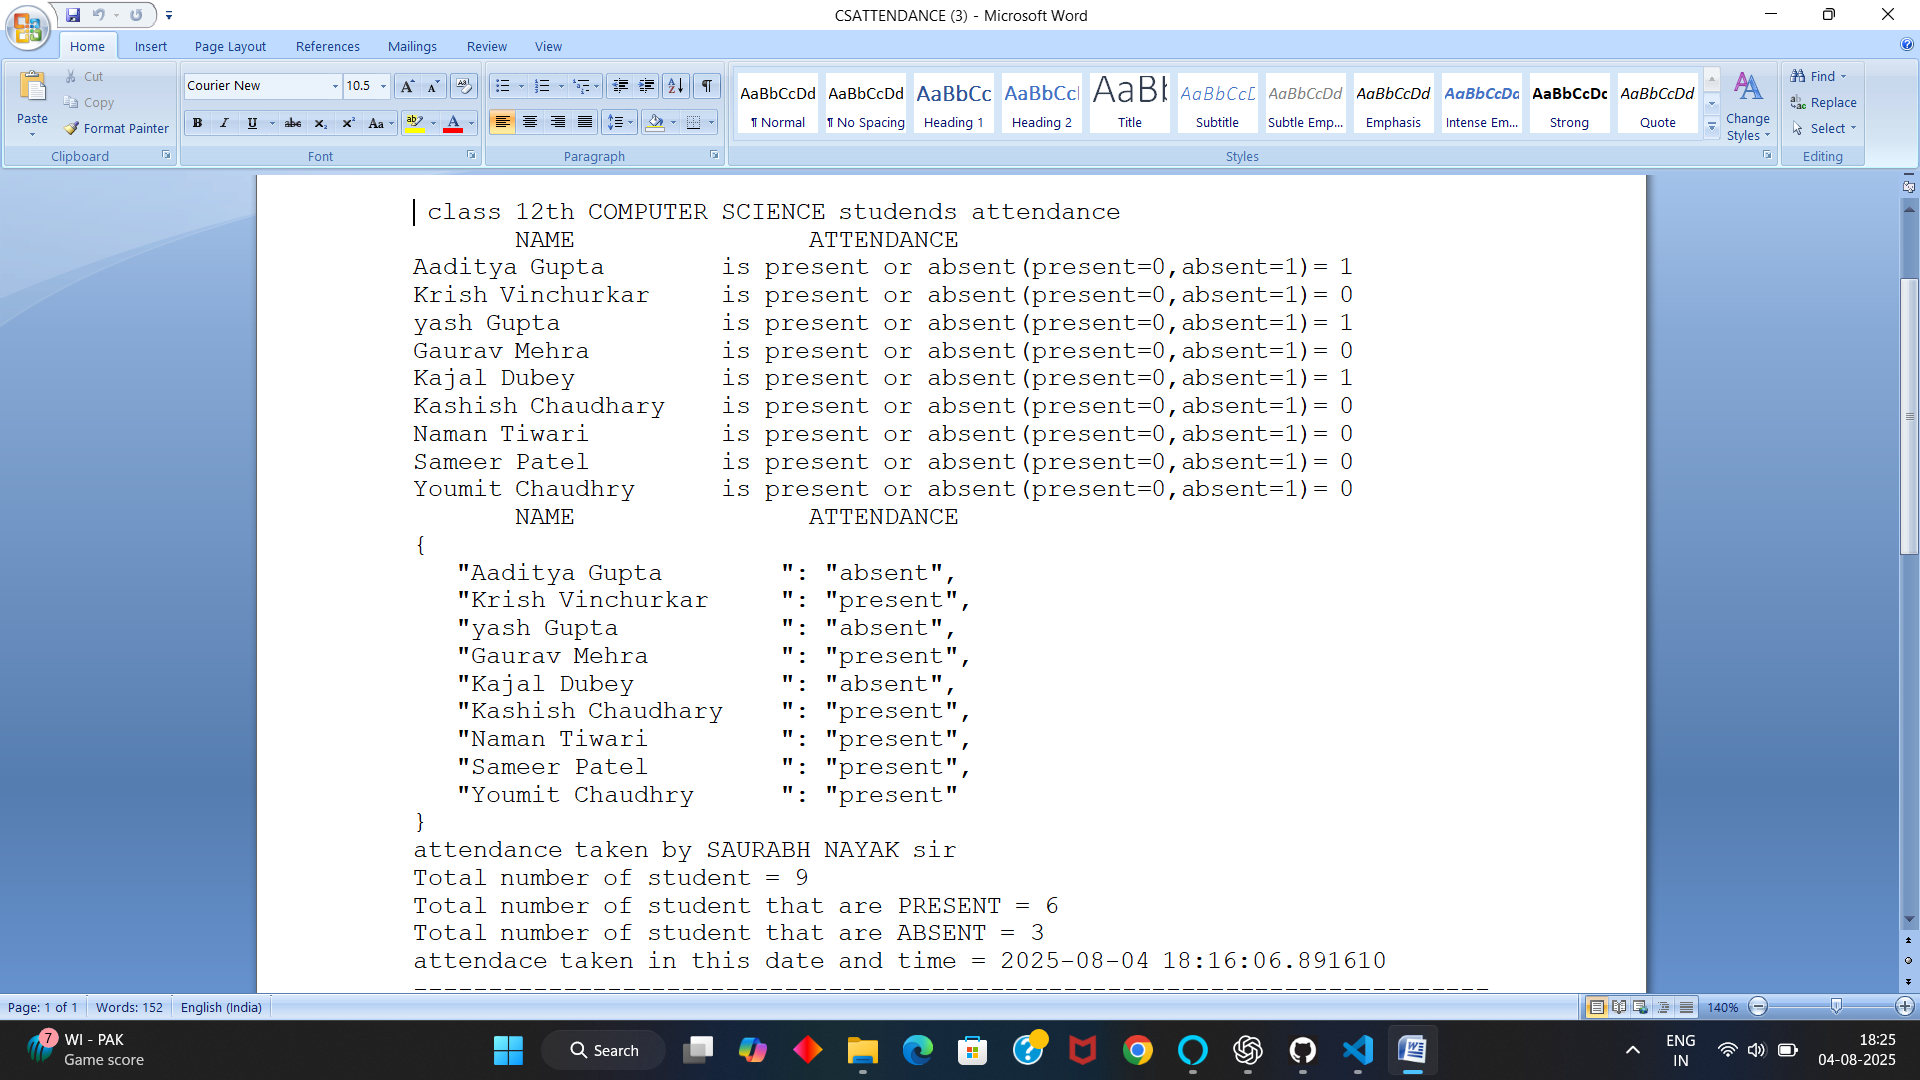 CSATTENDANCE (3) - Microsoft Word
Home Insert Page Layout References Mailings Review View
Paste
Cut
Copy
Format Painter
Clipboard
Courier New 10.5
B I U abc x₂ x² Aa
Font
Paragraph
AaBbCcDd AaBbCcDd AaBbCc AaBbCcI AaBb AaBbCcD AaBbCcDd AaBbCcDd AaBbCcDd AaBbCcDd AaBbCcDd
¶ Normal ¶ No Spacing Heading 1 Heading 2 Title Subtitle Subtle Emp... Emphasis Intense Em... Strong Quote
Change Styles
Styles
Find
Replace
Select
Editing
class 12th COMPUTER SCIENCE studends attendance
NAME ATTENDANCE
Aaditya Gupta is present or absent(present=0,absent=1)= 1
Krish Vinchurkar is present or absent(present=0,absent=1)= 0
yash Gupta is present or absent(present=0,absent=1)= 1
Gaurav Mehra is present or absent(present=0,absent=1)= 0
Kajal Dubey is present or absent(present=0,absent=1)= 1
Kashish Chaudhary is present or absent(present=0,absent=1)= 0
Naman Tiwari is present or absent(present=0,absent=1)= 0
Sameer Patel is present or absent(present=0,absent=1)= 0
Youmit Chaudhry is present or absent(present=0,absent=1)= 0
NAME ATTENDANCE
{
"Aaditya Gupta ": "absent",
"Krish Vinchurkar ": "present",
"yash Gupta ": "absent",
"Gaurav Mehra ": "present",
"Kajal Dubey ": "absent",
"Kashish Chaudhary ": "present",
"Naman Tiwari ": "present",
"Sameer Patel ": "present",
"Youmit Chaudhry ": "present"
}
attendance taken by SAURABH NAYAK sir
Total number of student = 9
Total number of student that are PRESENT = 6
Total number of student that are ABSENT = 3
attendace taken in this date and time = 2025-08-04 18:16:06.891610
-------------------------------------------------------------------------
Page: 1 of 1 Words: 152 English (India) 140%
7 WI - PAK
Game score
Search
ENG
IN
18:25
04-08-2025